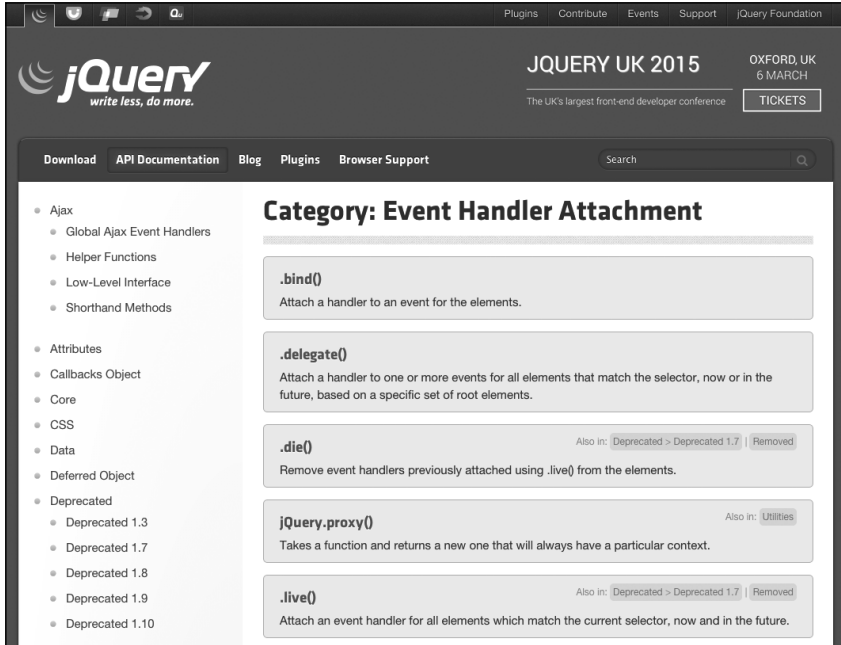 Plugins Contribute Events Support jQuery Foundation
jQuery
write less, do more.
JQUERY UK 2015
The UK's largest front-end developer conference
OXFORD, UK
6 MARCH
TICKETS
Download API Documentation Blog Plugins Browser Support Search
Ajax
Global Ajax Event Handlers
Helper Functions
Low-Level Interface
Shorthand Methods
Attributes
Callbacks Object
Core
CSS
Data
Deferred Object
Deprecated
Deprecated 1.3
Deprecated 1.7
Deprecated 1.8
Deprecated 1.9
Deprecated 1.10
Category: Event Handler Attachment
.bind()
Attach a handler to an event for the elements.
.delegate()
Attach a handler to one or more events for all elements that match the selector, now or in the
future, based on a specific set of root elements.
.die()
Also in: Deprecated > Deprecated 1.7 | Removed
Remove event handlers previously attached using .live() from the elements.
jQuery.proxy()
Also in: Utilities
Takes a function and returns a new one that will always have a particular context.
.live()
Also in: Deprecated > Deprecated 1.7 | Removed
Attach an event handler for all elements which match the current selector, now and in the future.